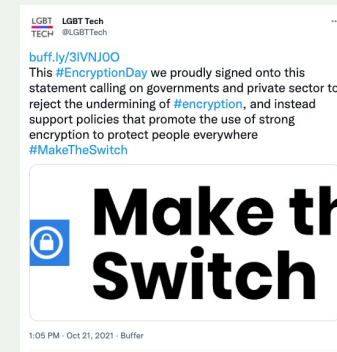 LGBT TECH LGBT Tech
@LGBTTech
buff.ly/3lVNJ0O
This #EncryptionDay we proudly signed onto this
statement calling on governments and private sector to
reject the undermining of #encryption, and instead
support policies that promote the use of strong
encryption to protect people everywhere
#MakeTheSwitch
Make th
Switch
1:05 PM · Oct 21, 2021 · Buffer